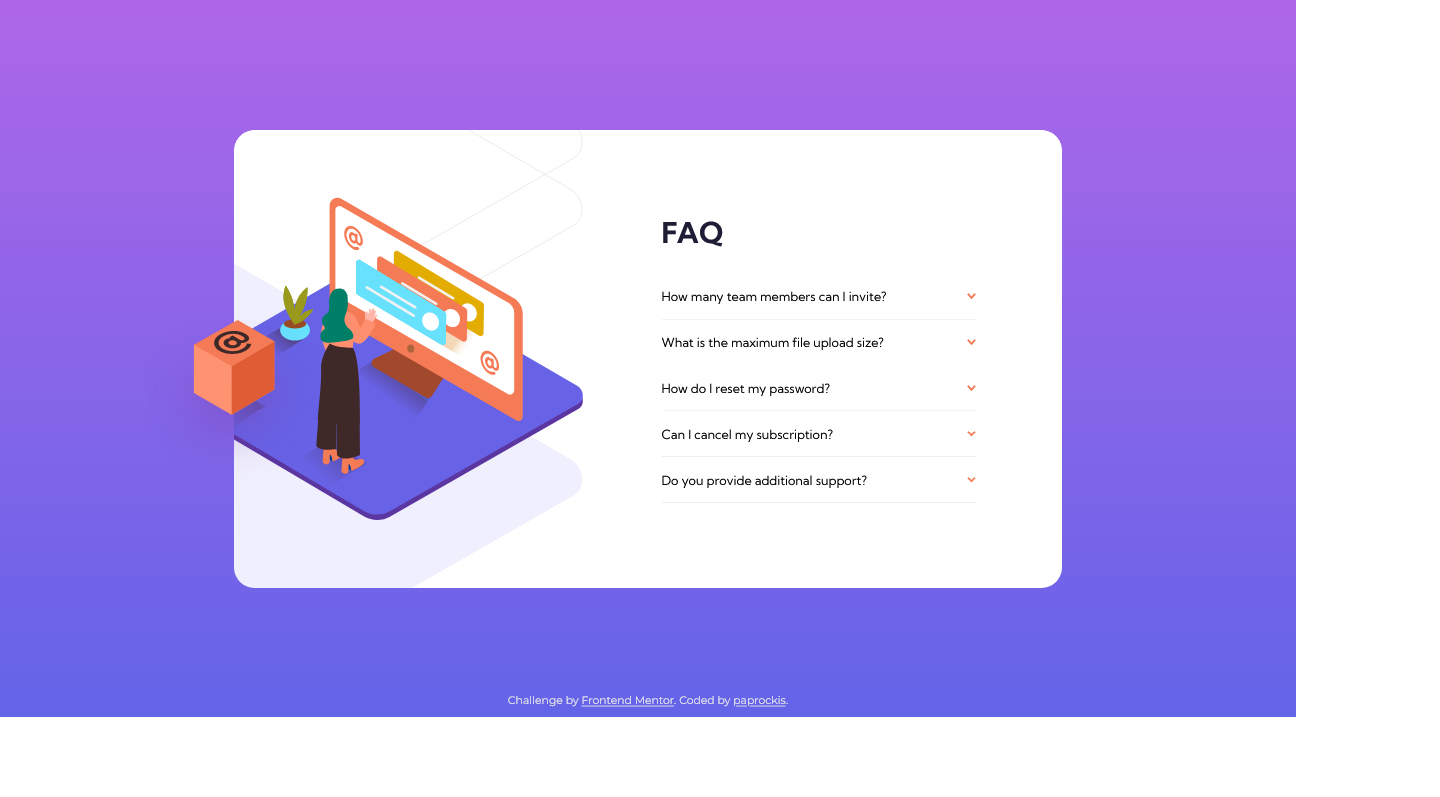 @
FAQ
How many team members can I invite?
@
What is the maximum file upload size?
@
How do I reset my password?
Can I cancel my subscription?
Do you provide additional support?
Challenge by Frontend Mentor. Coded by paprockis.